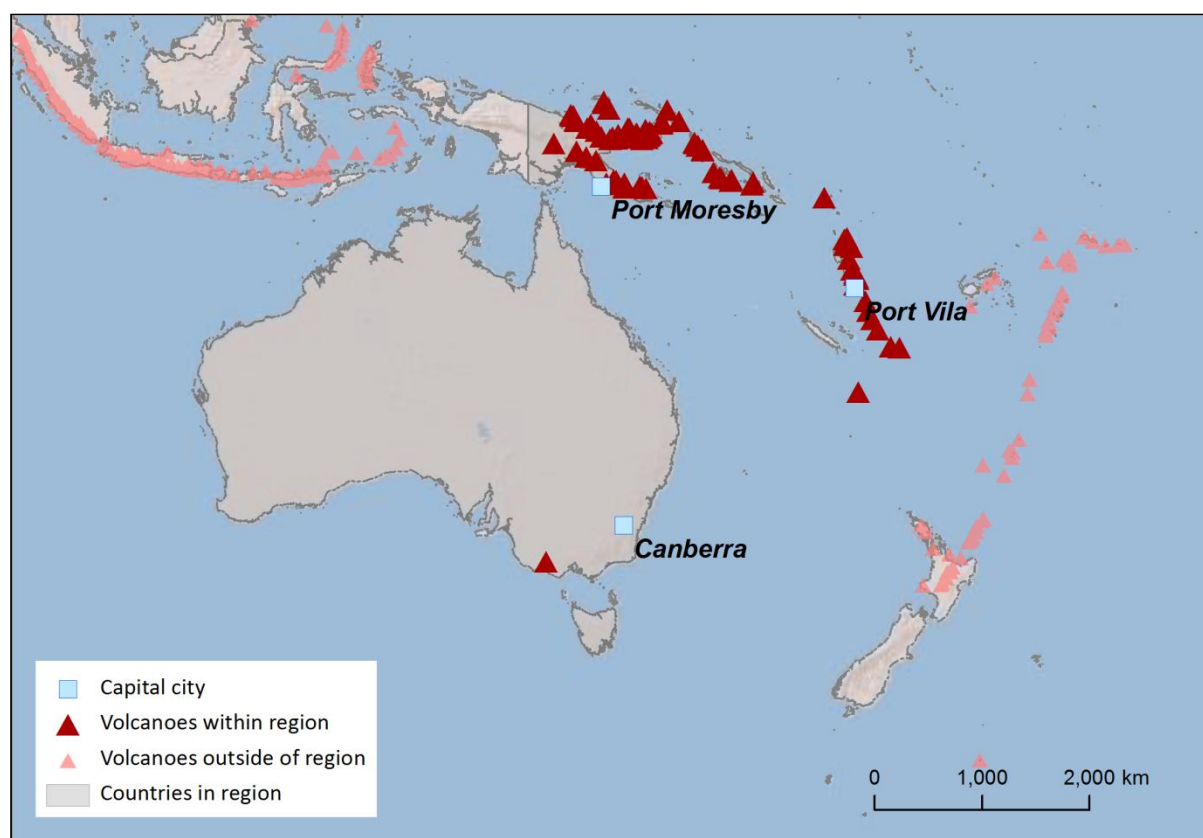 Port Moresby
Port Vila
Canberra
Capital city
Volcanoes within region
Volcanoes outside of region
Countries in region
0 1,000 2,000 km